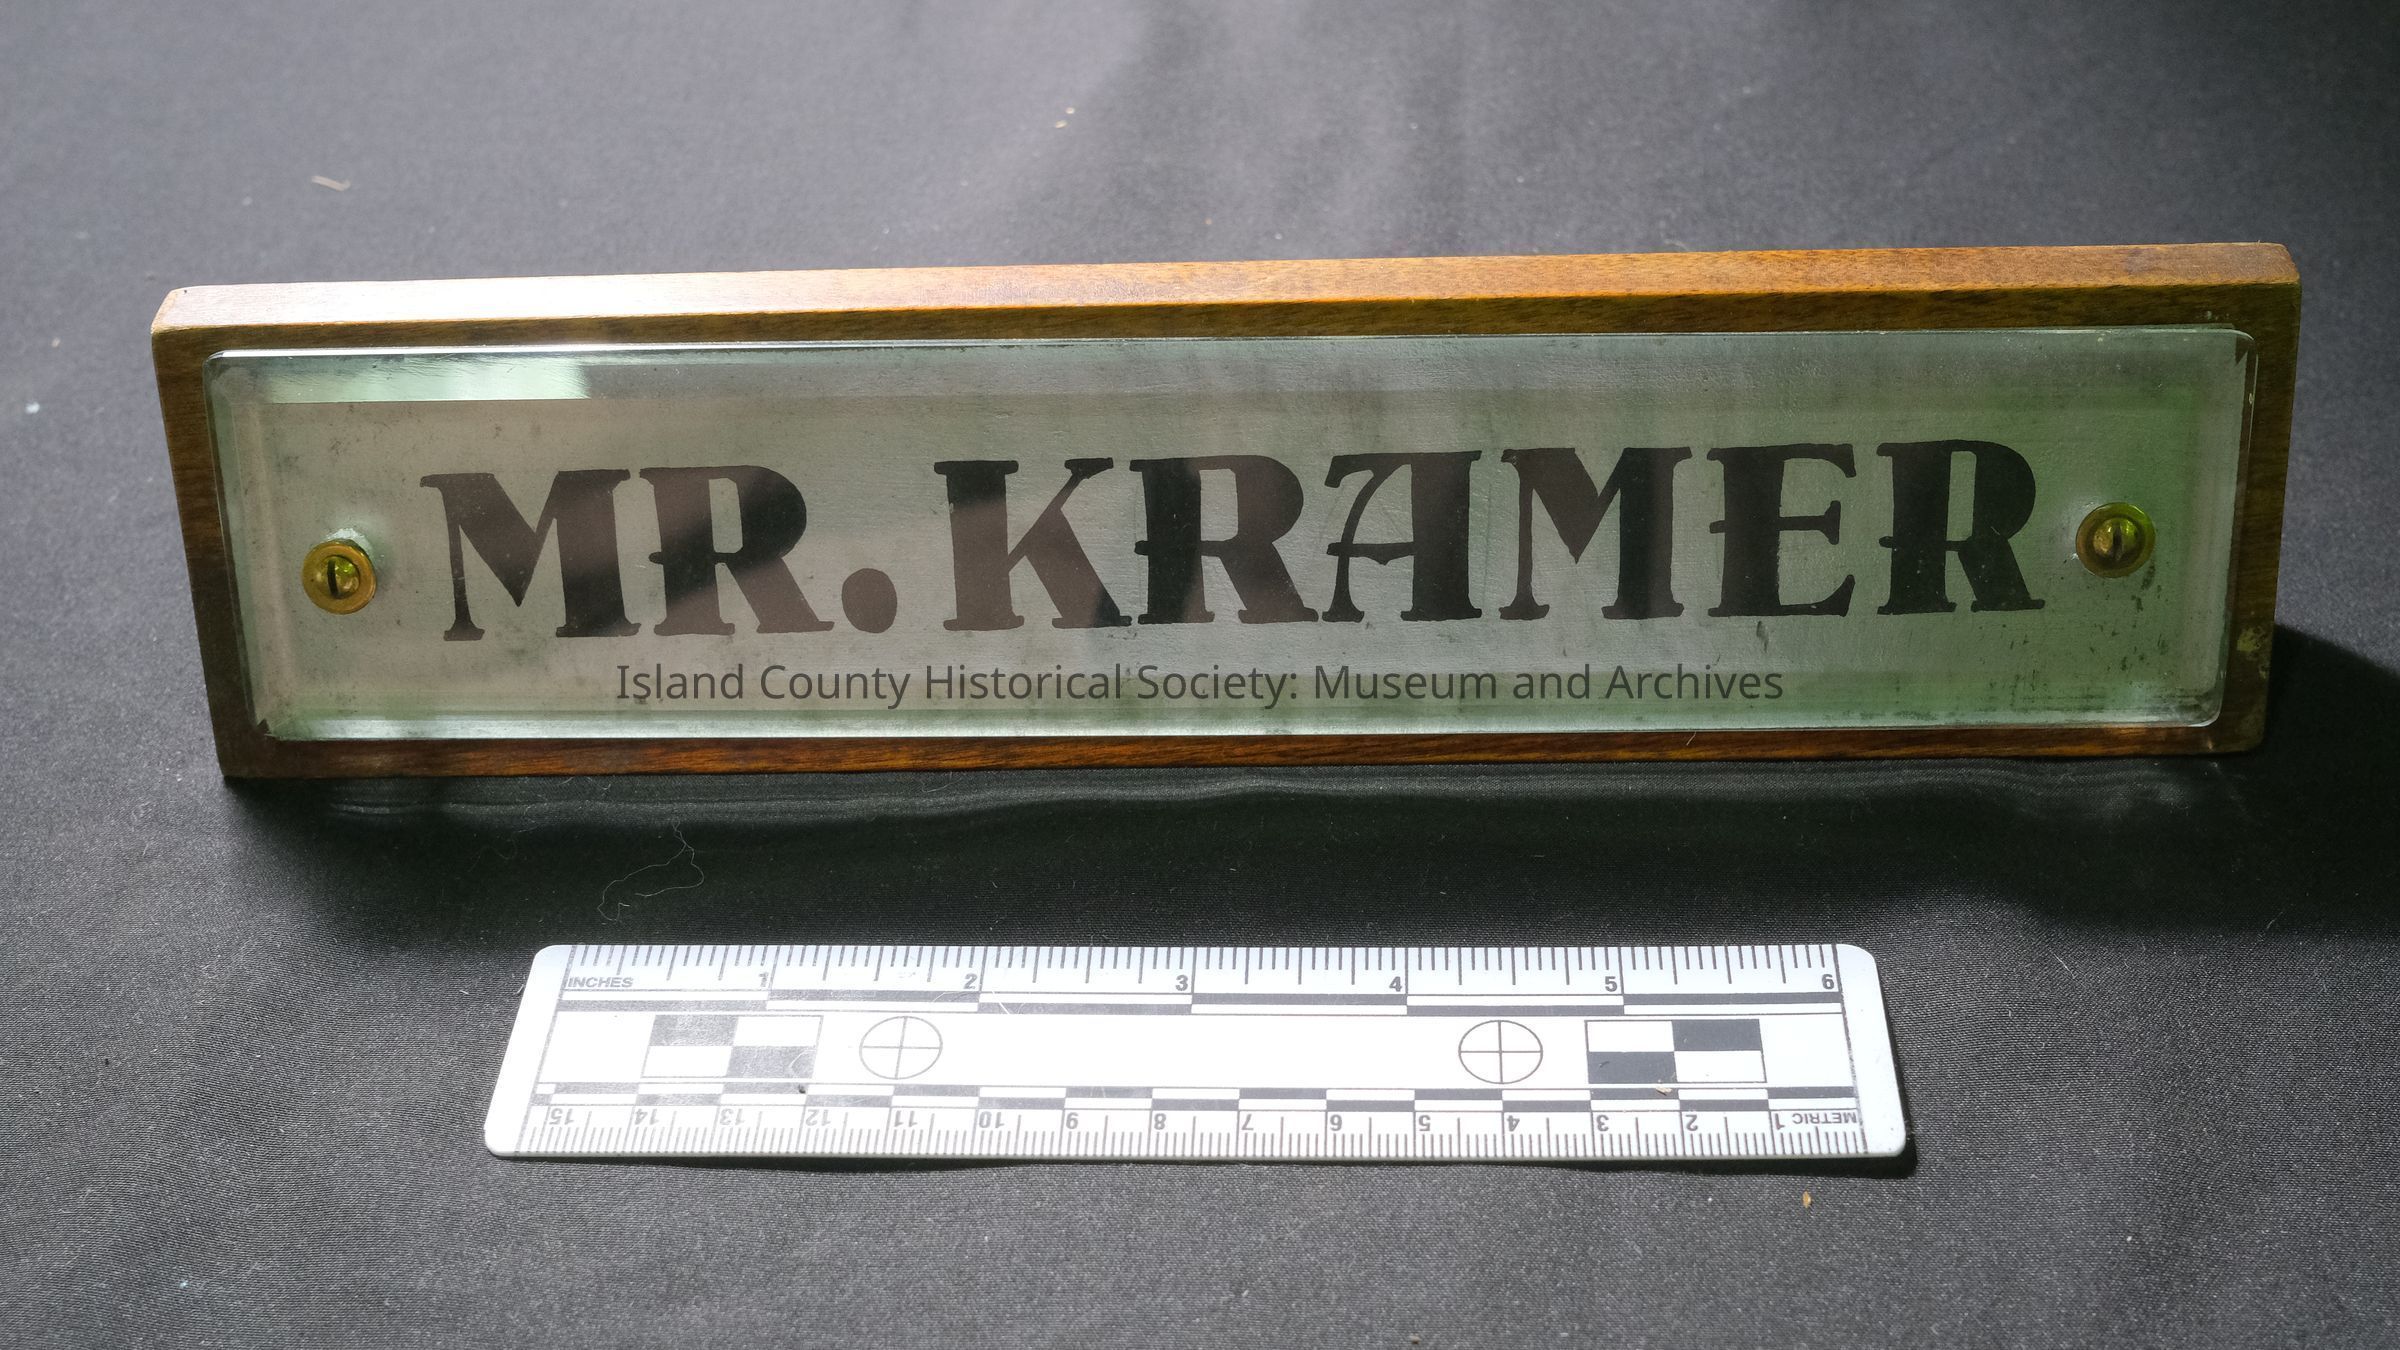 MR. KRAMER
Island County Historical Society: Museum and Archives
INCHES 1 2 3 4 5 6
15 14 13 12 11 10 9 8 7 6 5 4 3 2 1 METRIC